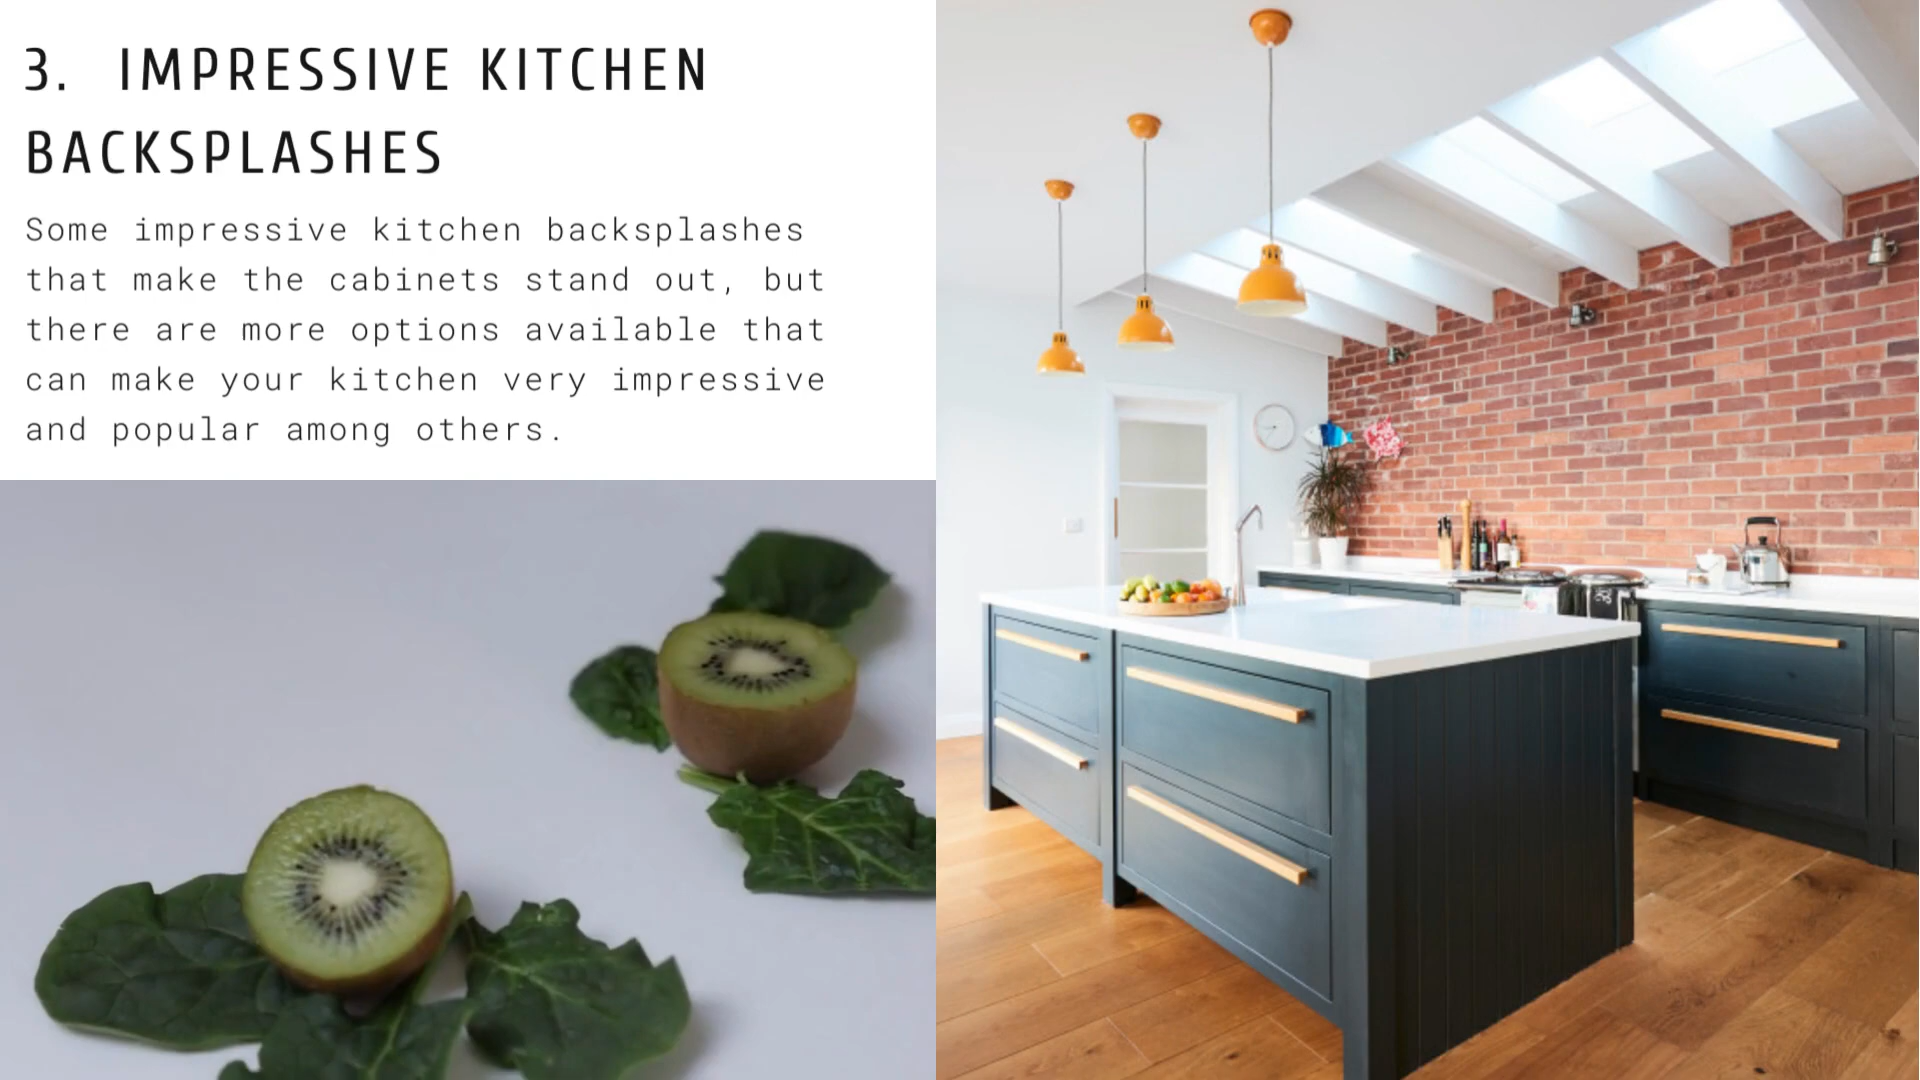 3. IMPRESSIVE KITCHEN
BACKSPLASHES
Some impressive kitchen backsplashes
that make the cabinets stand out, but
there are more options available that
can make your kitchen very impressive
and popular among others.